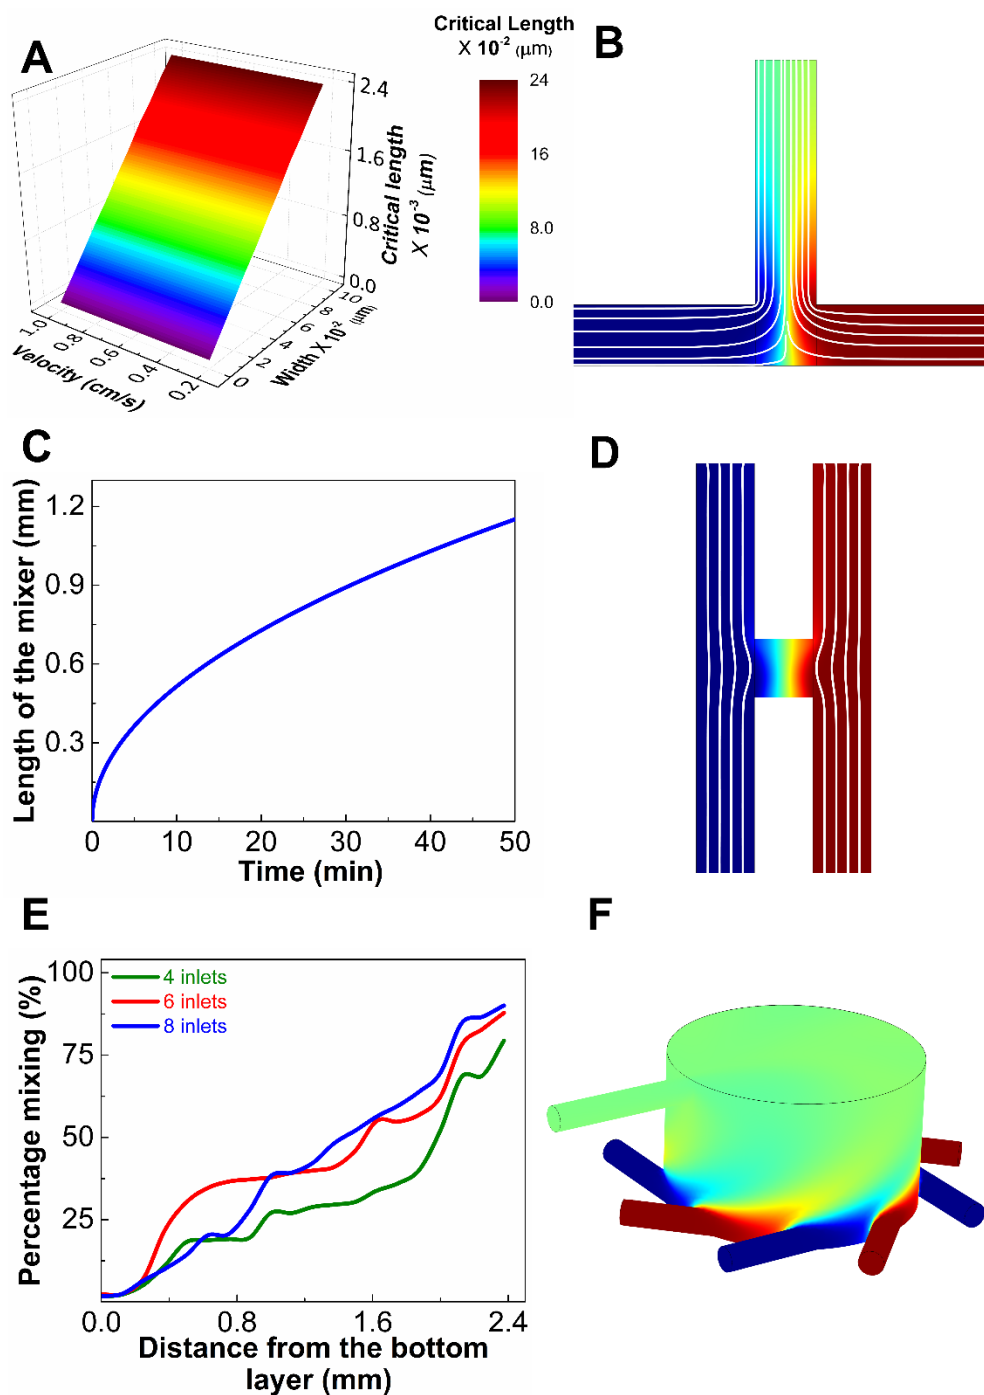 A
Critical Length
X 10⁻² (μm)
24
16
8.0
0.0
2.4
1.6
0.8
0.0
Critical length
X 10⁻³ (μm)
1.0
0.8
0.6
0.4
0.2
Velocity (cm/s)
0
2
4
6
8
10
Width X 10⁻² (μm)
B
C
1.2
0.9
0.6
0.3
Length of the mixer (mm)
0 10 20 30 40 50
Time (min)
D
E
4 inlets
6 inlets
8 inlets
100
75
50
25
Percentage mixing (%)
0.0 0.8 1.6 2.4
Distance from the bottom
layer (mm)
F